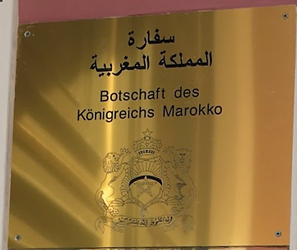 سفارة
المملكة المغربية
Botschaft des
Königreichs Marokko